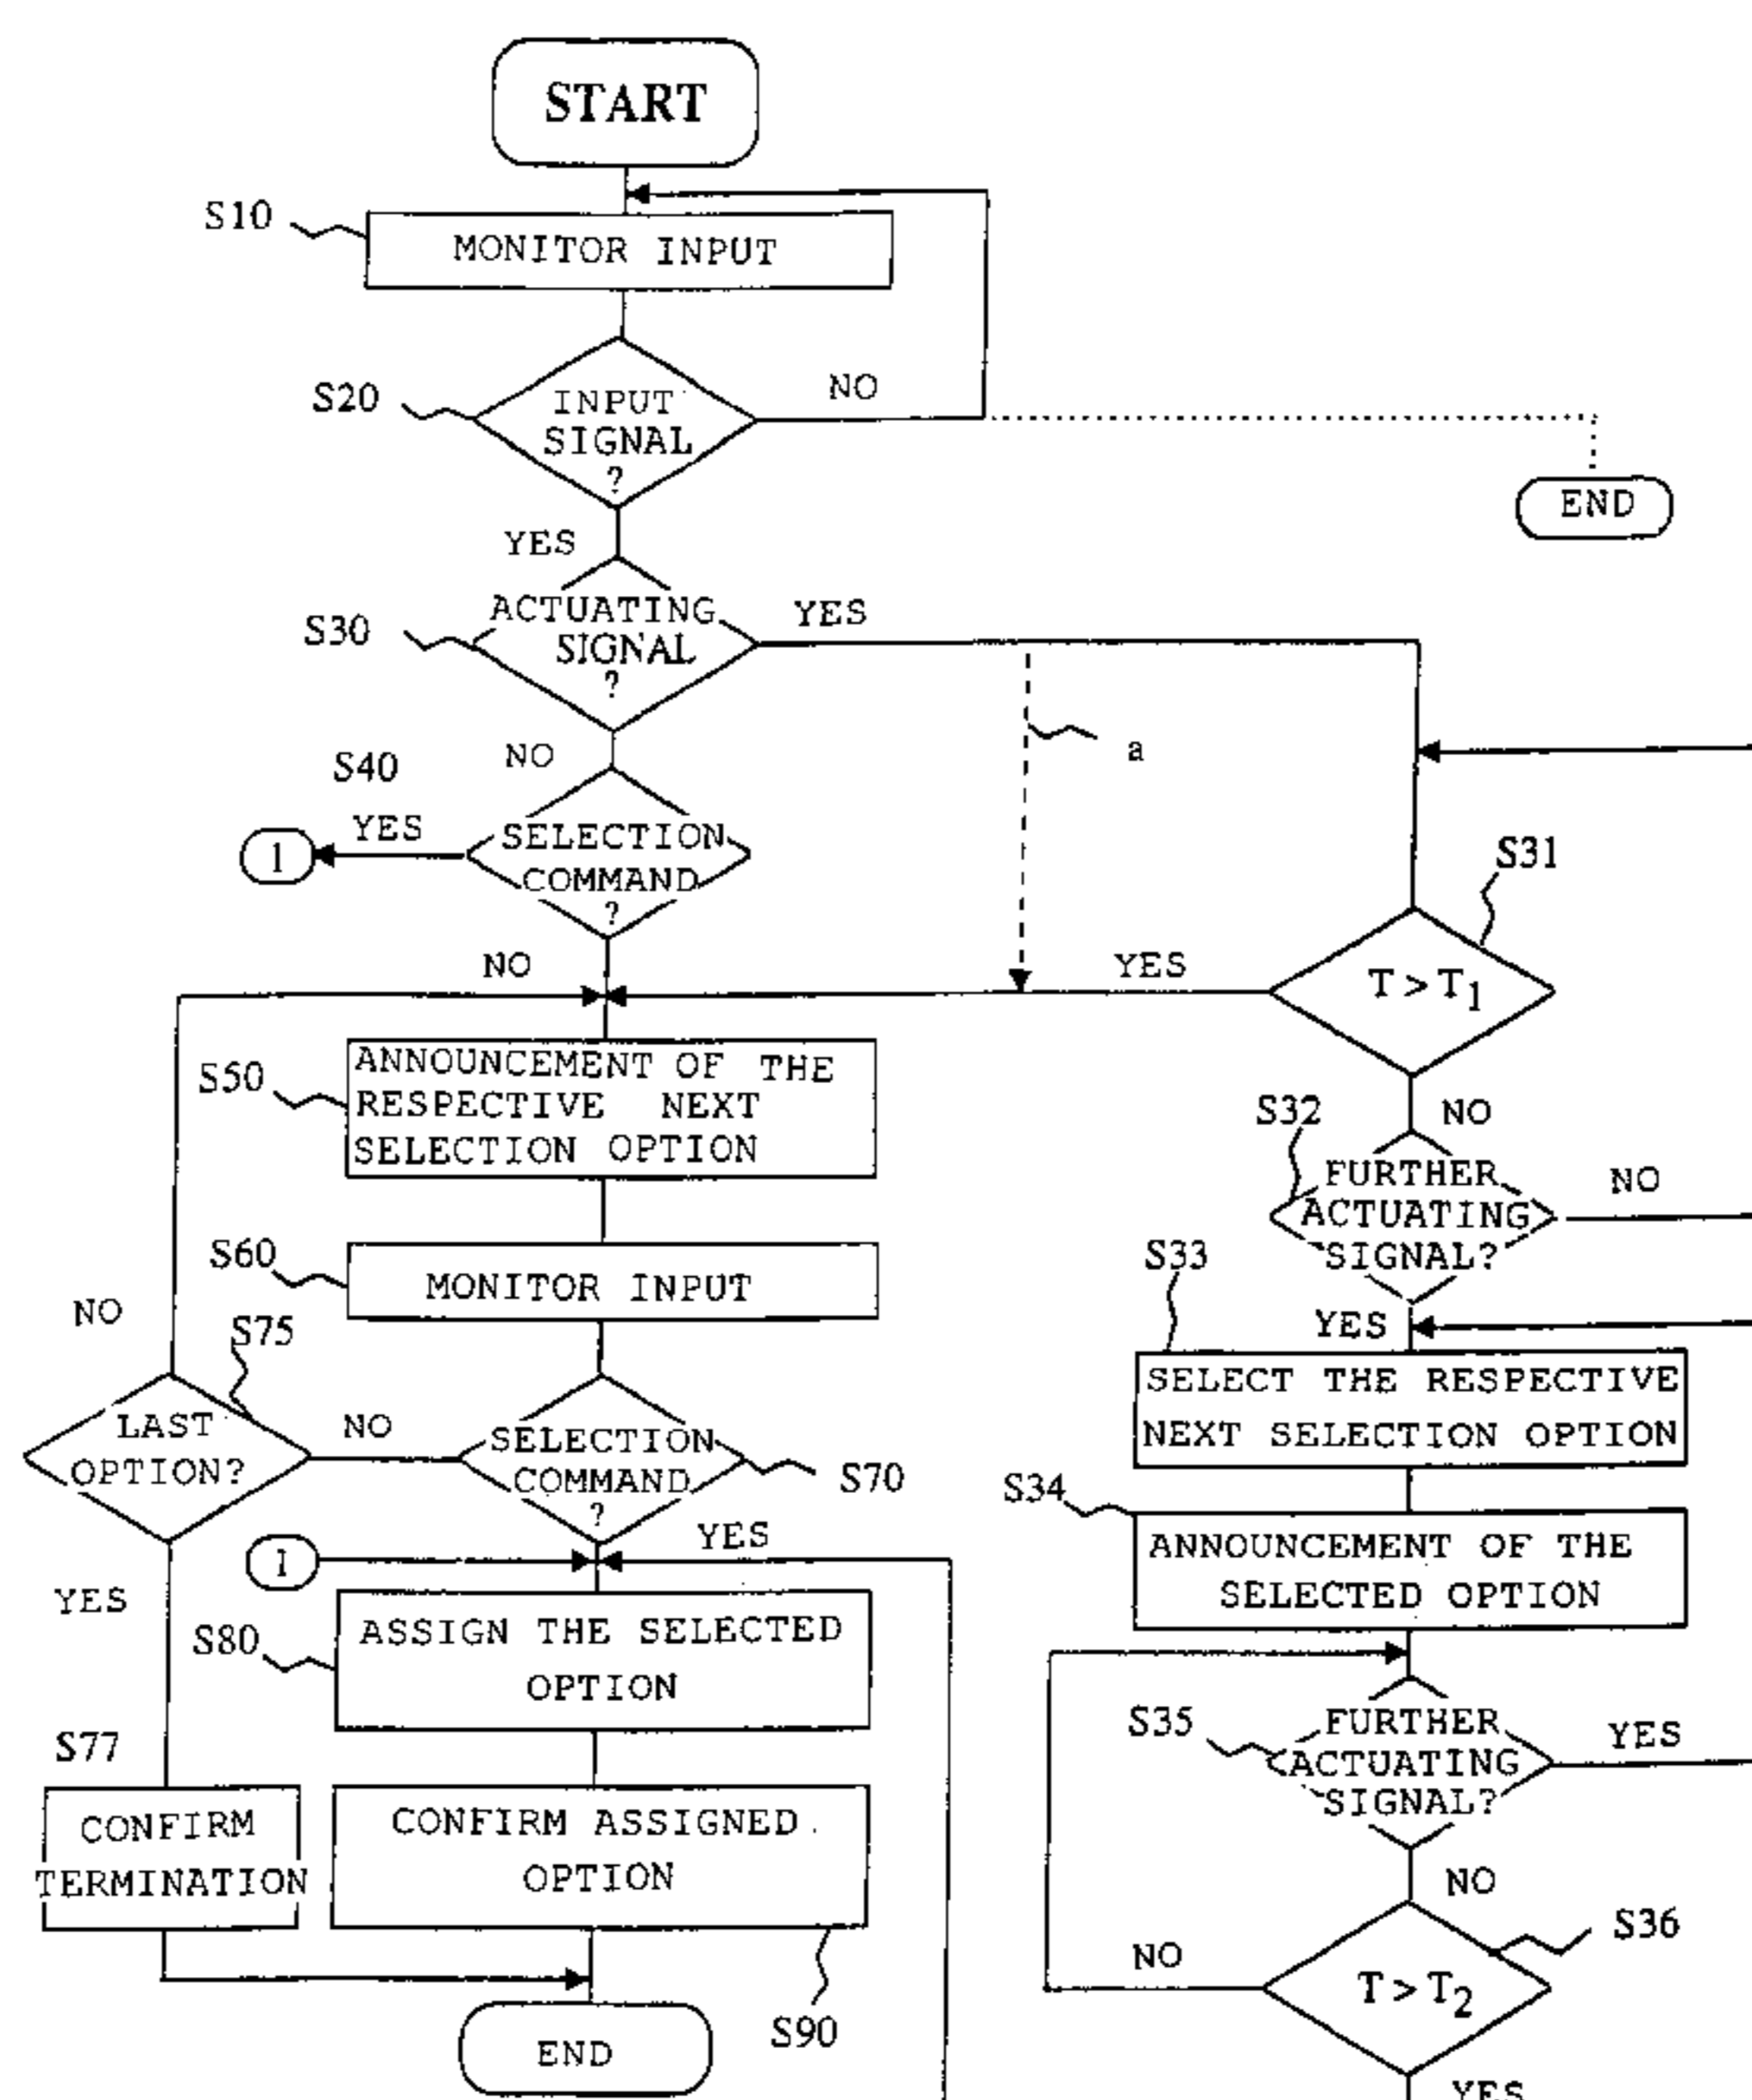 START
S10
MONITOR INPUT
S20
INPUT
SIGNAL
?
NO
END
YES
S30
ACTUATING
SIGNAL
?
YES
a
NO
S40
YES
1
SELECTION
COMMAND
?
S31
NO
YES
T > T1
S50
ANNOUNCEMENT OF THE
RESPECTIVE NEXT
SELECTION OPTION
NO
S32
FURTHER
ACTUATING
SIGNAL?
NO
S60
MONITOR INPUT
S33
YES
NO
S75
LAST
OPTION?
NO
SELECTION
COMMAND
?
S70
SELECT THE RESPECTIVE
NEXT SELECTION OPTION
S34
ANNOUNCEMENT OF THE
SELECTED OPTION
YES
1
YES
S80
ASSIGN THE SELECTED
OPTION
S35
FURTHER
ACTUATING
SIGNAL?
YES
S77
CONFIRM
TERMINATION
CONFIRM ASSIGNED
OPTION
NO
S36
NO
T > T2
S90
END
YES